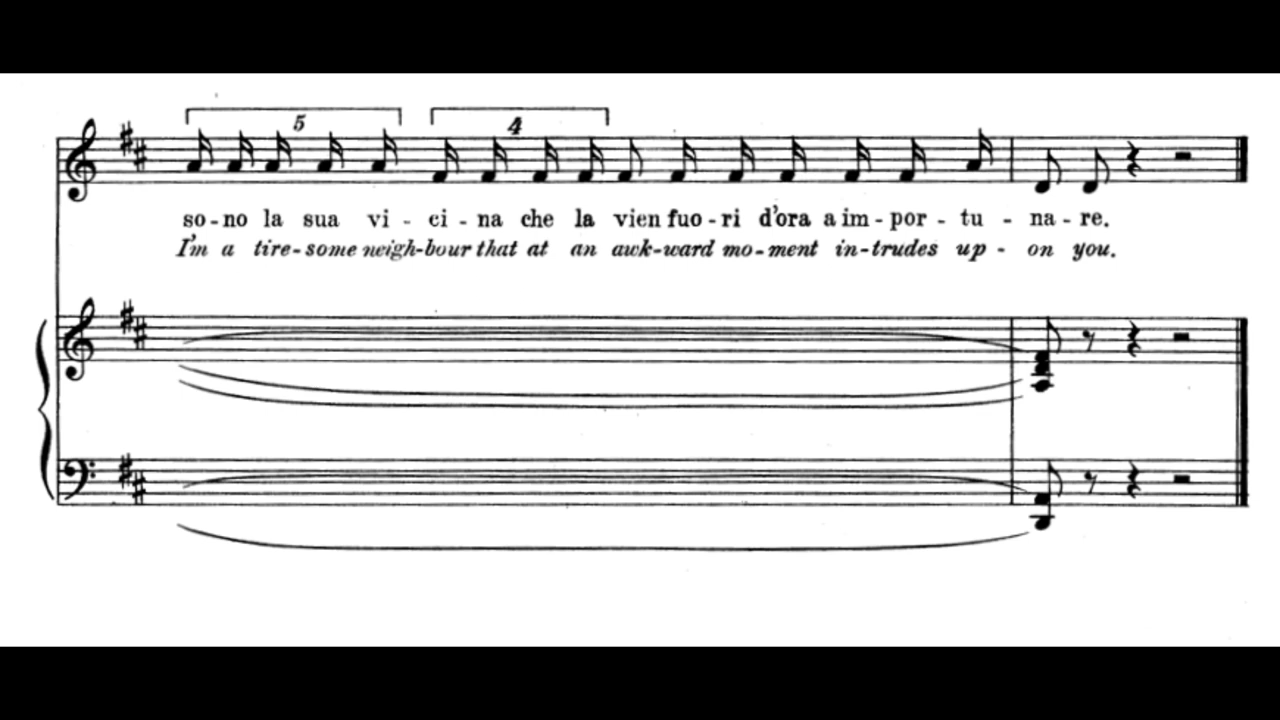 5 4
so-no la sua vi-ci-na che la vien fuo-ri d'ora a im-por-tu-na-re.
I'm a tire-some neigh-bour that at an awk-ward mo-ment in-trudes up-on you.